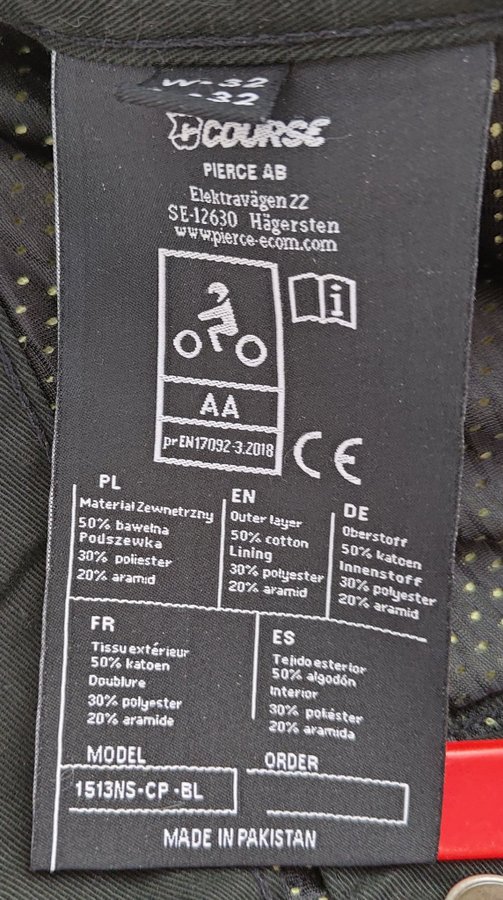 W-32
-32
COURSE
PIERCE AB
Elektravägen 22
SE-12630 Hägersten
www.pierce-ecom.com
i
AA
prEN17092-3.2018
CE
PL
Material Zewnetrzny
50% bawełna
Podszewka
30% poliester
20% aramid
EN
Outer layer
50% cotton
Lining
30% polyester
20% aramid
DE
Oberstoff
50% katoen
Innenstoff
30% polyester
20% aramid
FR
Tissu extérieur
50% katoen
Doublure
30% polyester
20% aramide
ES
Tejido esterior
50% algodón
Interior
30% poliéster
20% aramida
MODEL
1513NS-CP-BL
ORDER
MADE IN PAKISTAN